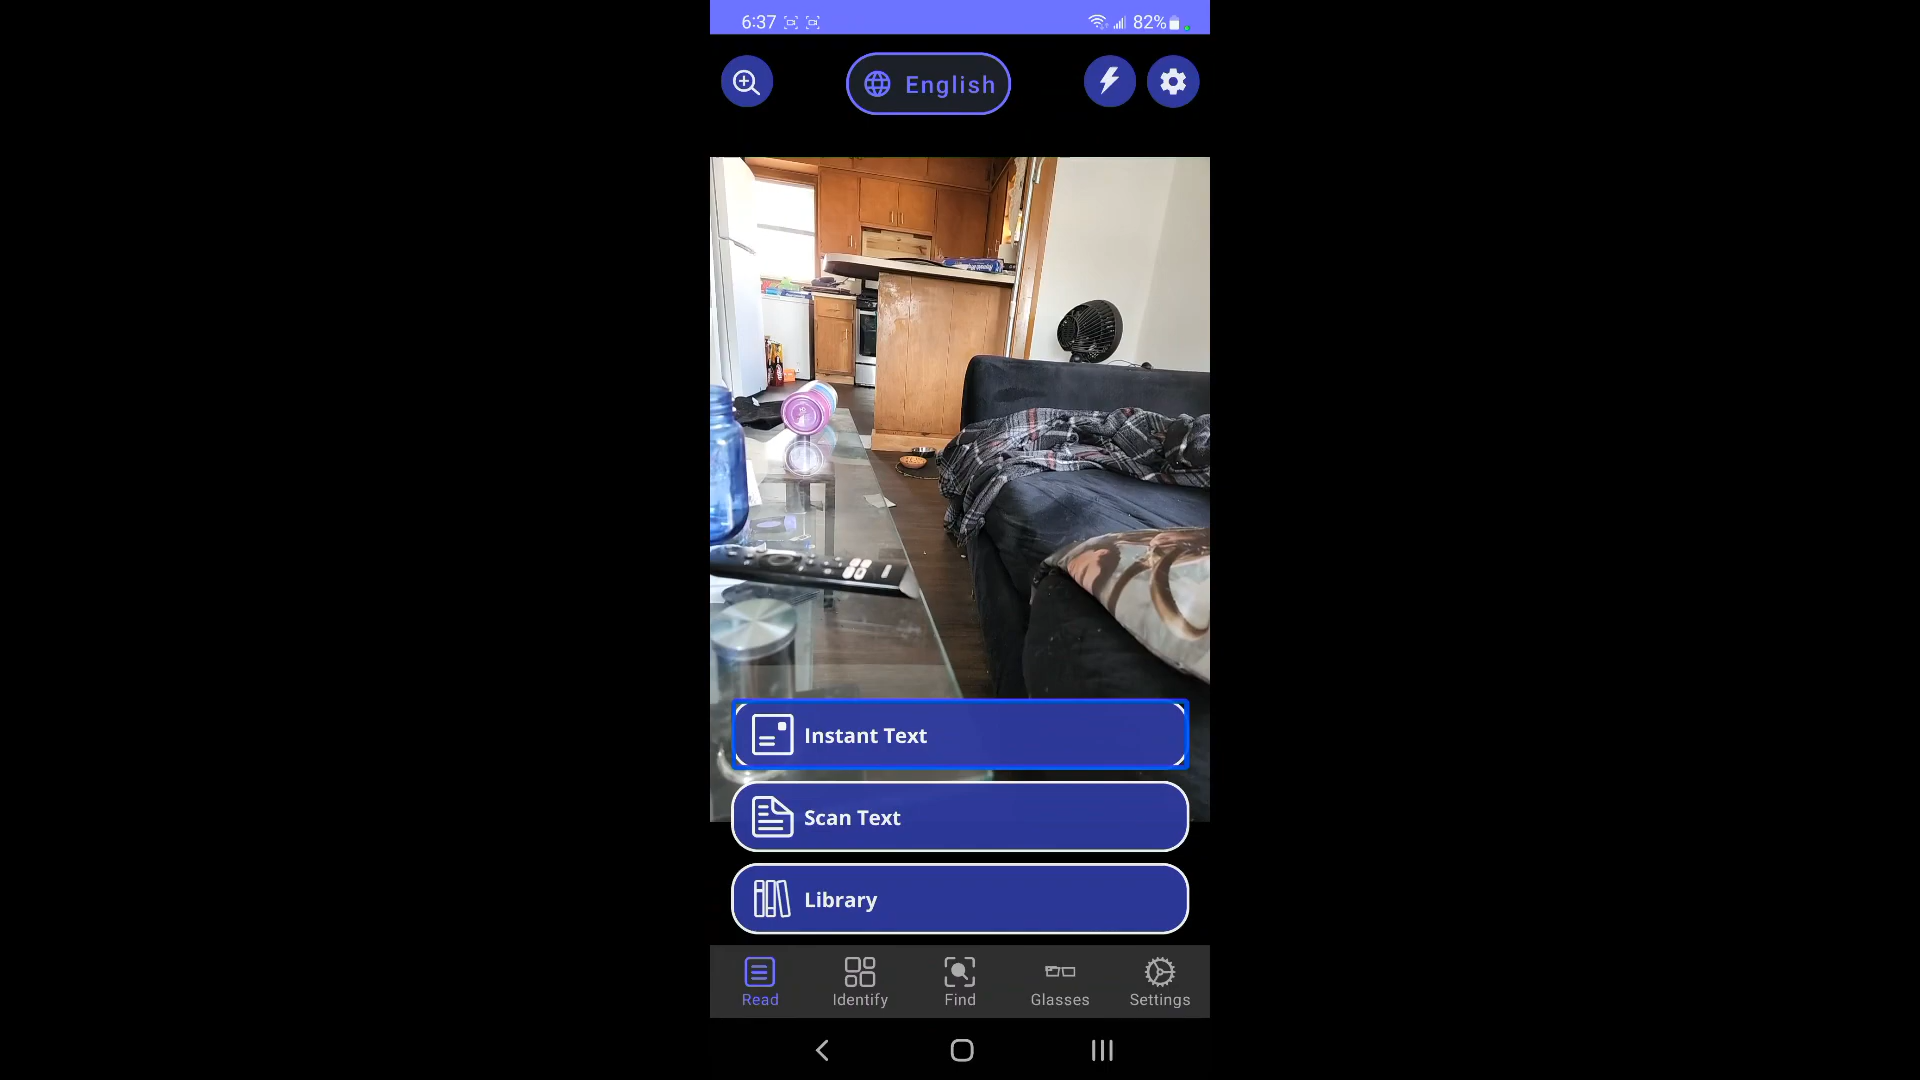 6:37
82%
English
Instant Text
Scan Text
Library
Read
Identify
Find
Glasses
Settings